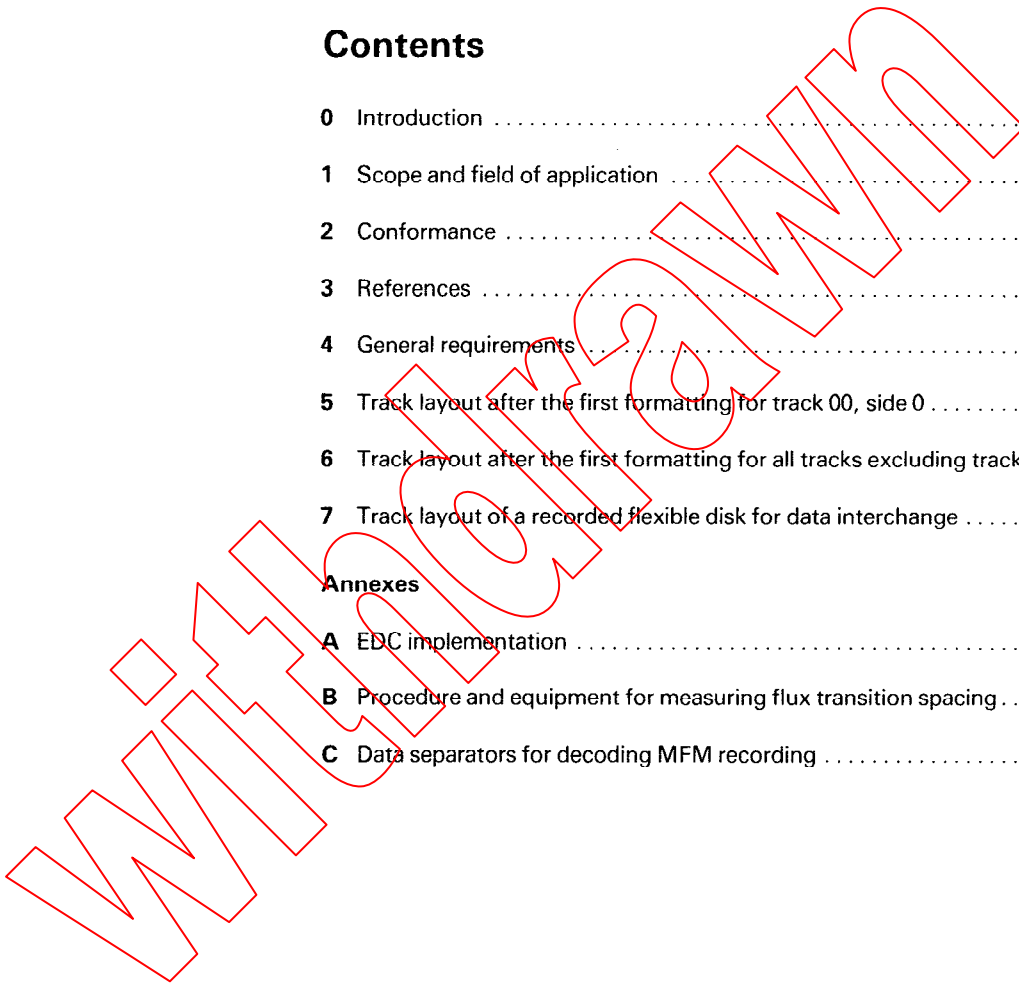 Contents
0 Introduction ........................................
1 Scope and field of application ........................................
2 Conformance ........................................
3 References ........................................
4 General requirements ........................................
5 Track layout after the first formatting for track 00, side 0 ........
6 Track layout after the first formatting for all tracks excluding track
7 Track layout of a recorded flexible disk for data interchange .....
Annexes
A EDC implementation ........................................
B Procedure and equipment for measuring flux transition spacing ..
C Data separators for decoding MFM recording .................
withdrawn